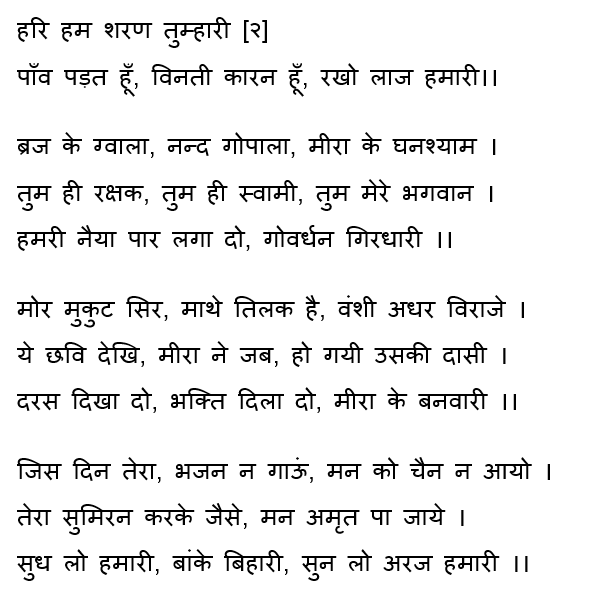 हरि हम शरण तुम्हारी [२]
पाँव पड़त हूँ, विनती कारन हूँ, रखो लाज हमारी।।
ब्रज के ग्वाला, नन्द गोपाला, मीरा के घनश्याम ।
तुम ही रक्षक, तुम ही स्वामी, तुम मेरे भगवान ।
हमरी नैया पार लगा दो, गोवर्धन गिरधारी ।।
मोर मुकुट सिर, माथे तिलक है, वंशी अधर विराजे ।
ये छवि देखि, मीरा ने जब, हो गयी उसकी दासी ।
दरस दिखा दो, भक्ति दिला दो, मीरा के बनवारी ।।
जिस दिन तेरा, भजन न गाऊं, मन को चैन न आयो ।
तेरा सुमिरन करके जैसे, मन अमृत पा जाये ।
सुध लो हमारी, बांके बिहारी, सुन लो अरज हमारी ।।